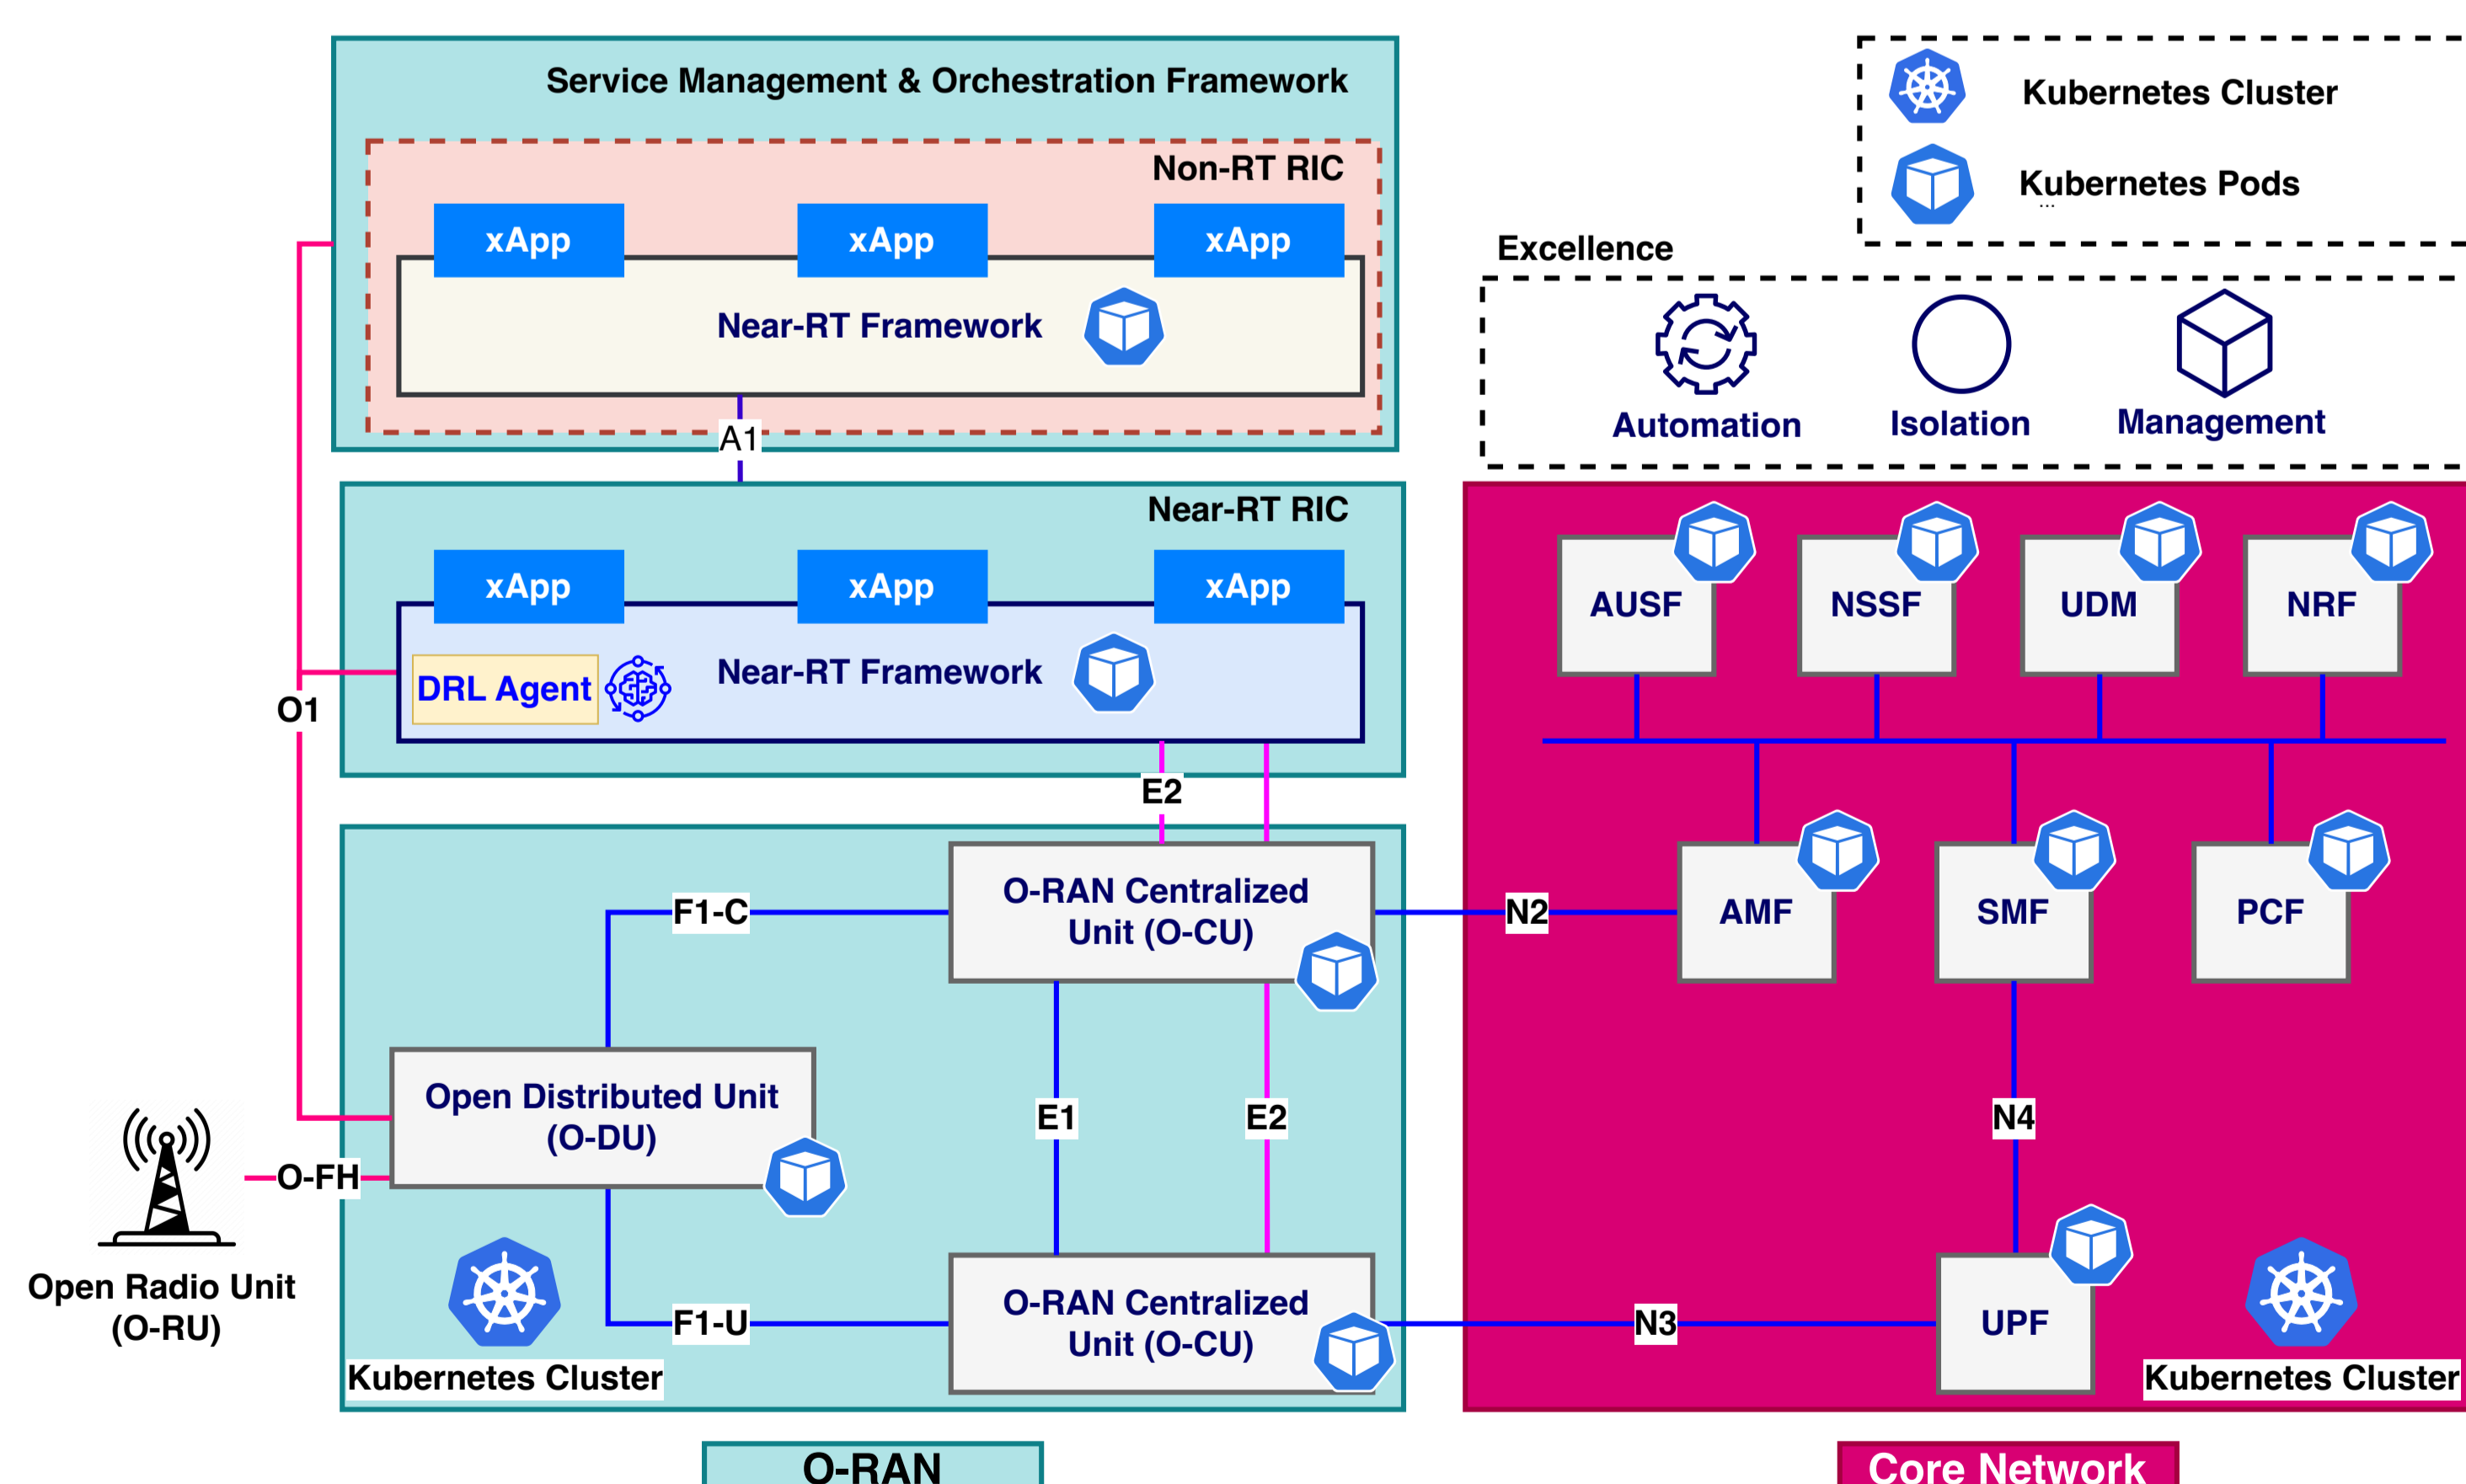 Service Management & Orchestration Framework
Non-RT RIC
xApp
xApp
xApp
Near-RT Framework
A1
Near-RT RIC
xApp
xApp
xApp
DRL Agent
Near-RT Framework
O1
E2
O-RAN Centralized
Unit (O-CU)
F1-C
Open Distributed Unit
(O-DU)
E1
E2
O-FH
Open Radio Unit
(O-RU)
F1-U
O-RAN Centralized
Unit (O-CU)
Kubernetes Cluster
O-RAN
Kubernetes Cluster
Kubernetes Pods
...
Excellence
Automation
Isolation
Management
AUSF
NSSF
UDM
NRF
N2
AMF
SMF
PCF
N4
N3
UPF
Kubernetes Cluster
Core Network